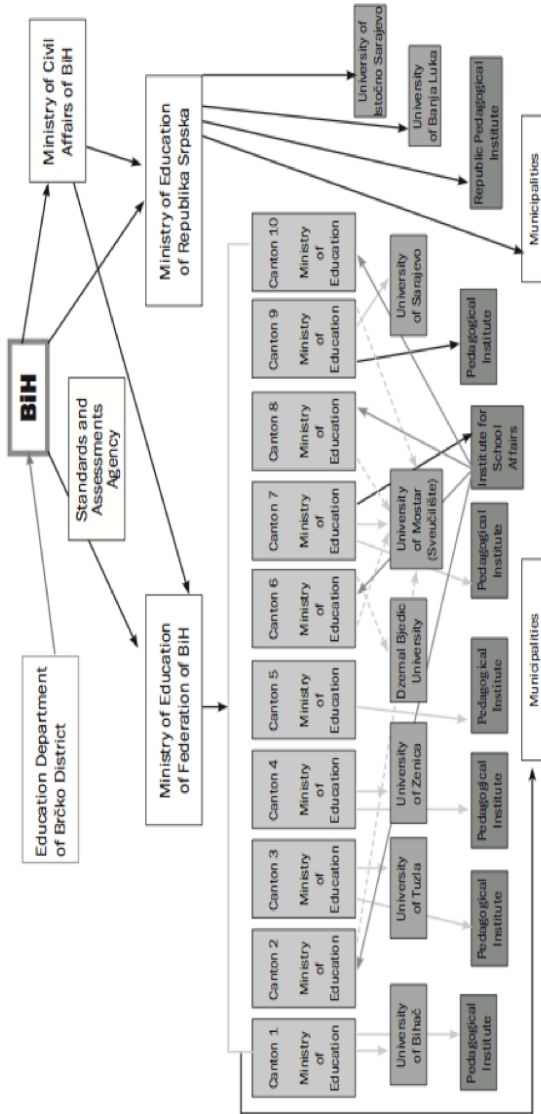 BiH
Education Department
of Brčko District
Standards and
Assessments
Agency
Ministry of Civil
Affairs of BiH
Ministry of Education
of Federation of BiH
Ministry of Education
of Republika Srpska
Canton 1
Ministry
of
Education
Canton 2
Ministry
of
Education
Canton 3
Ministry
of
Education
Canton 4
Ministry
of
Education
Canton 5
Ministry
of
Education
Canton 6
Ministry
of
Education
Canton 7
Ministry
of
Education
Canton 8
Ministry
of
Education
Canton 9
Ministry
of
Education
Canton 10
Ministry
of
Education
University
of Bihač
University
of Tuzla
University
of Zenica
Dzemal Bjedic
University
University
of Mostar
(Sveučilište)
University
of Sarajevo
University of
Istočno Sarajevo
University
of Banja Luka
Republic Pedagogical
Institute
Pedagogical
Institute
Pedagogical
Institute
Pedagogical
Institute
Pedagogical
Institute
Pedagogical
Institute
Institute for
School
Affairs
Pedagogical
Institute
Municipalities
Municipalities